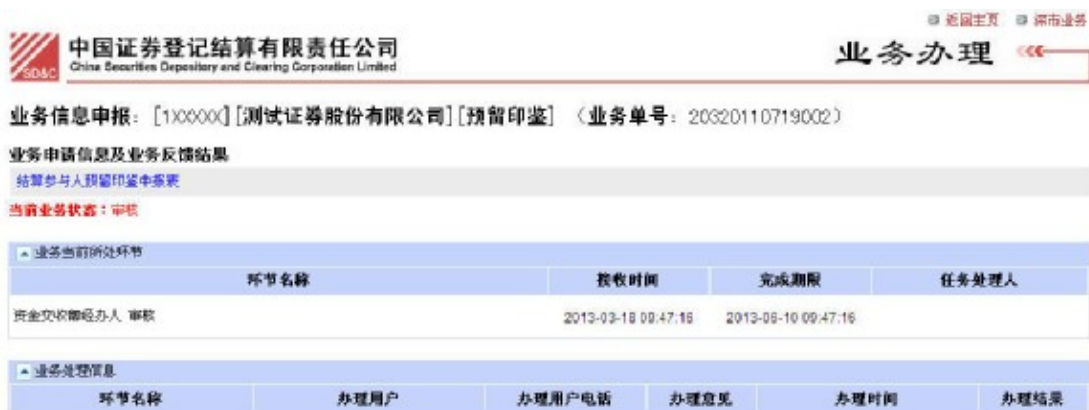 返回主页 深市业务
SD&C
中国证券登记结算有限责任公司
China Securities Depository and Clearing Corporation Limited
业务办理
业务信息申报: [1XXXXX][测试证券股份有限公司][预留印鉴] (业务单号: 20320110719002)
业务申请信息及业务反馈结果
结算参与人预留印鉴申报表
当前业务状态:审核
业务当前所处环节
环节名称 接收时间 完成期限 任务处理人
资金交收部经办人 审核 2013-03-18 09:47:16 2013-06-10 09:47:16
业务处理信息
环节名称 办理用户 办理用户电话 办理意见 办理时间 办理结果